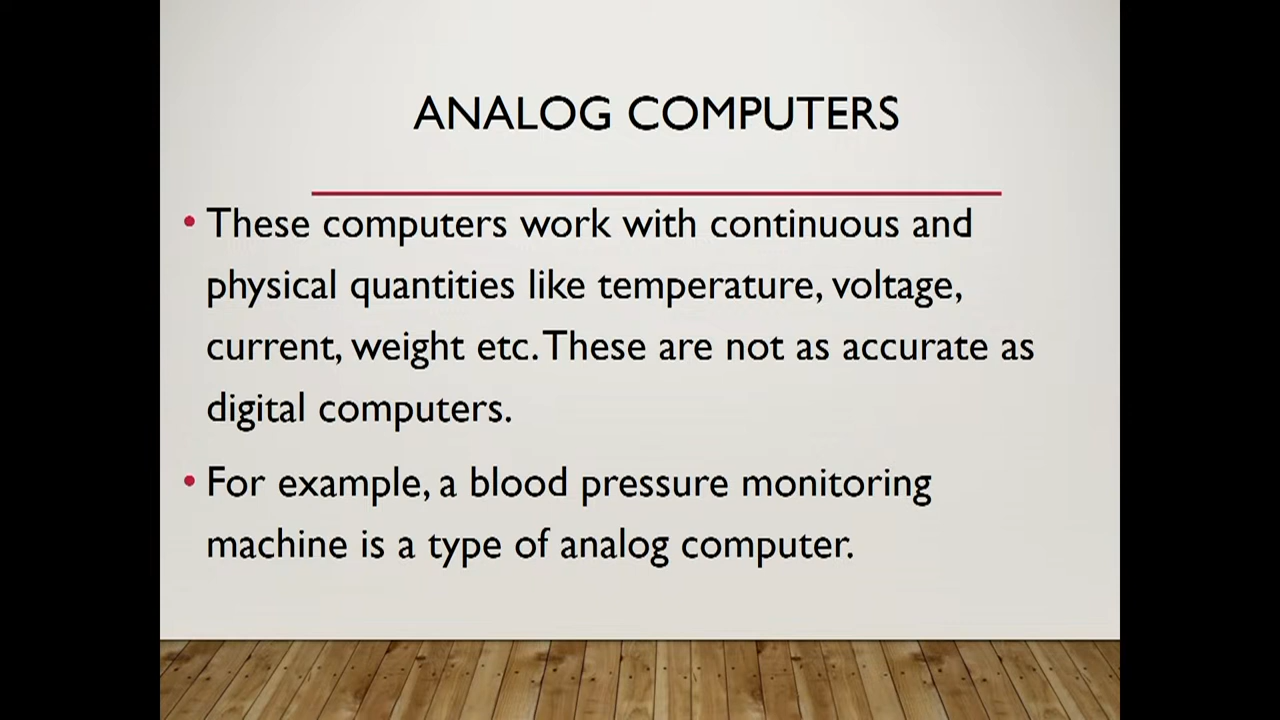 ANALOG COMPUTERS
• These computers work with continuous and
physical quantities like temperature, voltage,
current, weight etc. These are not as accurate as
digital computers.
• For example, a blood pressure monitoring
machine is a type of analog computer.